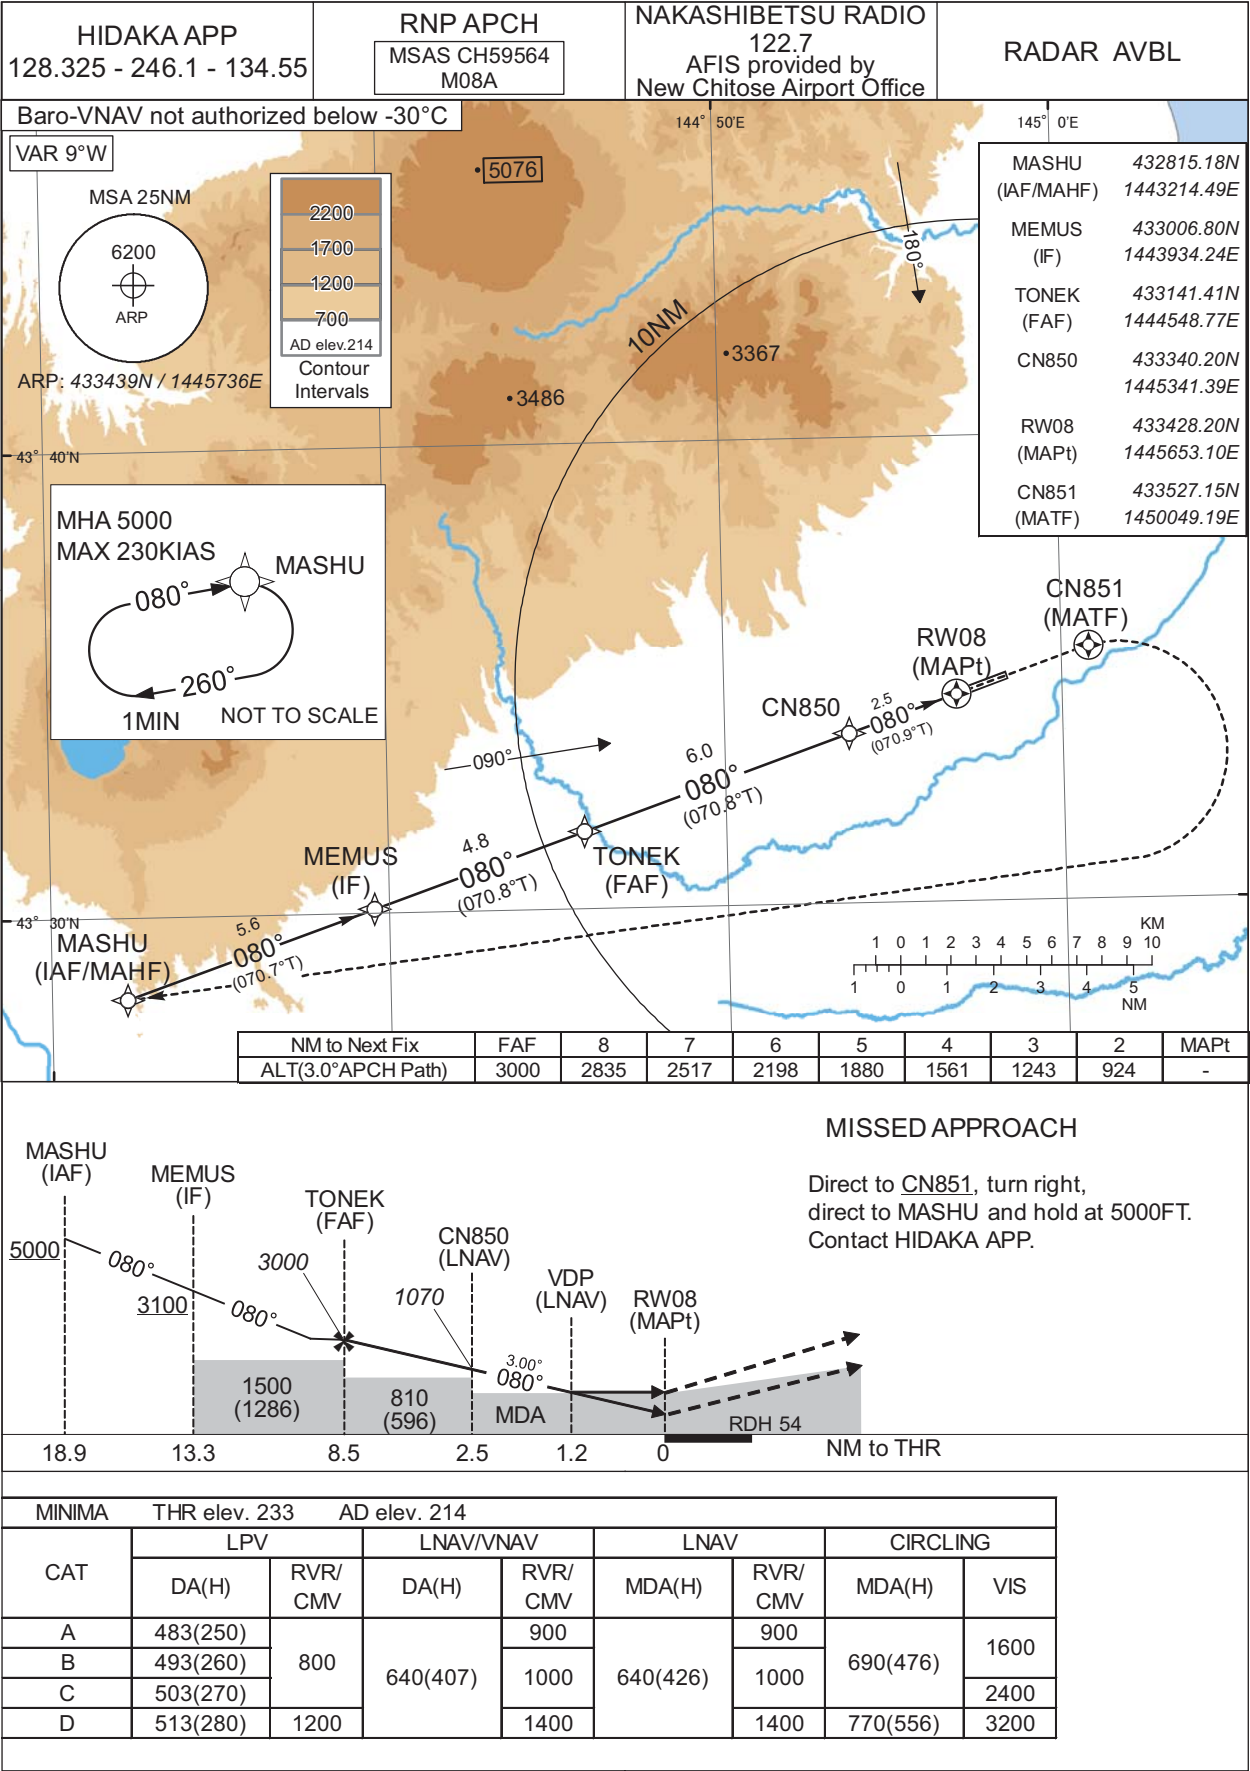 HIDAKA APP
128.325 - 246.1 - 134.55
RNP APCH
MSAS CH59564
M08A
NAKASHIBETSU RADIO
122.7
AFIS provided by
New Chitose Airport Office
RADAR AVBL
Baro-VNAV not authorized below -30°C
VAR 9°W
MSA 25NM
6200
ARP
ARP: 433439N / 1445736E
2200
1700
1200
700
AD elev.214
Contour
Intervals
5076
144° 50'E
145° 0'E
180°
10NM
3367
3486
MASHU 432815.18N
(IAF/MAHF) 1443214.49E
MEMUS 433006.80N
(IF) 1443934.24E
TONEK 433141.41N
(FAF) 1444548.77E
CN850 433340.20N
1445341.39E
RW08 433428.20N
(MAPt) 1445653.10E
CN851 433527.15N
(MATF) 1450049.19E
43° 40'N
MHA 5000
MAX 230KIAS
MASHU
080°
260°
1MIN
NOT TO SCALE
CN851
(MATF)
RW08
(MAPt)
CN850
2.5
080°
(070.9°T)
6.0
080°
(070.8°T)
090°
TONEK
(FAF)
4.8
080°
(070.8°T)
MEMUS
(IF)
43° 30'N
5.6
080°
(070.7°T)
MASHU
(IAF/MAHF)
KM
1 0 1 2 3 4 5 6 7 8 9 10
1 0 1 2 3 4 5
NM
NM to Next Fix FAF 8 7 6 5 4 3 2 MAPt
ALT(3.0°APCH Path) 3000 2835 2517 2198 1880 1561 1243 924 -
MISSED APPROACH
Direct to CN851, turn right,
direct to MASHU and hold at 5000FT.
Contact HIDAKA APP.
MASHU
(IAF)
MEMUS
(IF)
TONEK
(FAF)
CN850
(LNAV)
VDP
(LNAV)
RW08
(MAPt)
5000
080°
3100
080°
3000
1070
3.00°
080°
1500
(1286)
810
(596)
MDA
RDH 54
18.9 13.3 8.5 2.5 1.2 0 NM to THR
MINIMA THR elev. 233 AD elev. 214
CAT LPV LNAV/VNAV LNAV CIRCLING
DA(H) RVR/ CMV DA(H) RVR/ CMV MDA(H) RVR/ CMV MDA(H) VIS
A 483(250) 800 640(407) 900 640(426) 900 690(476) 1600
B 493(260) 1000 1000
C 503(270) 2400
D 513(280) 1200 1400 1400 770(556) 3200